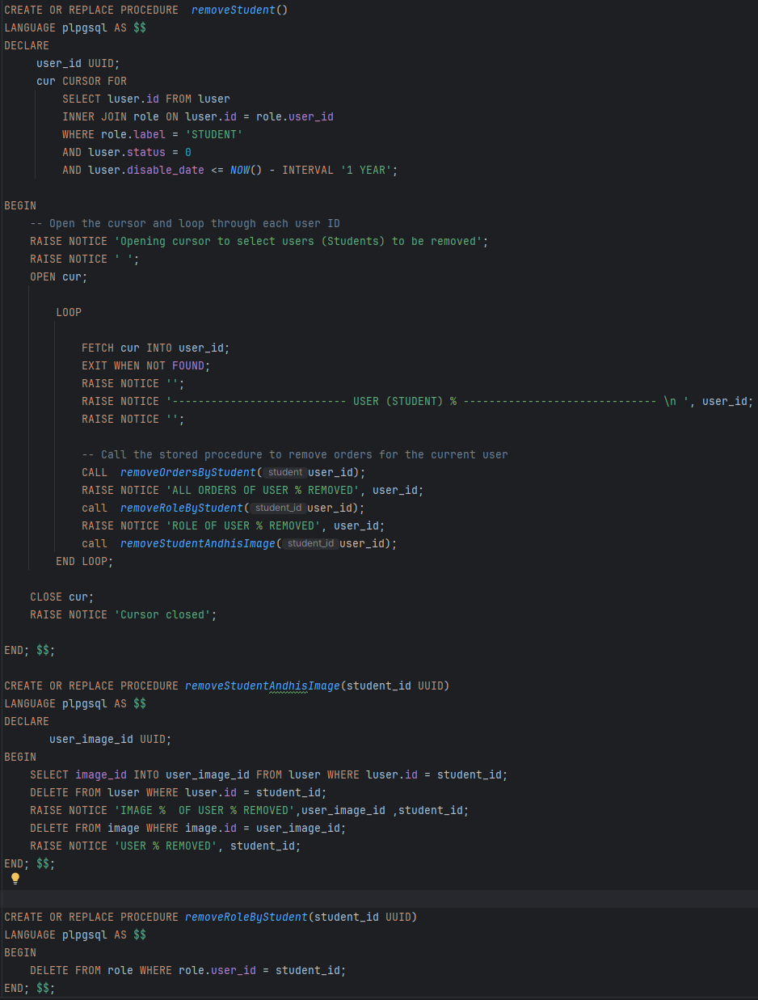 CREATE OR REPLACE PROCEDURE  removeStudent()
LANGUAGE plpgsql AS $$
DECLARE
     user_id UUID;
     cur CURSOR FOR
         SELECT luser.id FROM luser
         INNER JOIN role ON luser.id = role.user_id
         WHERE role.label = 'STUDENT'
         AND luser.status = 0
         AND luser.disable_date <= NOW() - INTERVAL '1 YEAR';

BEGIN
    -- Open the cursor and loop through each user ID
    RAISE NOTICE 'Opening cursor to select users (Students) to be removed';
    RAISE NOTICE ' ';
    OPEN cur;

        LOOP

            FETCH cur INTO user_id;
            EXIT WHEN NOT FOUND;
            RAISE NOTICE '';
            RAISE NOTICE '--------------------------- USER (STUDENT) % ------------------------------ \n ', user_id;
            RAISE NOTICE '';

            -- Call the stored procedure to remove orders for the current user
            CALL  removeOrdersByStudent( student user_id);
            RAISE NOTICE 'ALL ORDERS OF USER % REMOVED', user_id;
            call  removeRoleByStudent( student_id user_id);
            RAISE NOTICE 'ROLE OF USER % REMOVED', user_id;
            call  removeStudentAndhisImage( student_id user_id);
        END LOOP;

    CLOSE cur;
    RAISE NOTICE 'Cursor closed';

END; $$;

CREATE OR REPLACE PROCEDURE removeStudentAndhisImage(student_id UUID)
LANGUAGE plpgsql AS $$
DECLARE
       user_image_id UUID;
BEGIN
    SELECT image_id INTO user_image_id FROM luser WHERE luser.id = student_id;
    DELETE FROM luser WHERE luser.id = student_id;
    RAISE NOTICE 'IMAGE %  OF USER % REMOVED',user_image_id ,student_id;
    DELETE FROM image WHERE image.id = user_image_id;
    RAISE NOTICE 'USER % REMOVED', student_id;
END; $$;

CREATE OR REPLACE PROCEDURE removeRoleByStudent(student_id UUID)
LANGUAGE plpgsql AS $$
BEGIN
    DELETE FROM role WHERE role.user_id = student_id;
END; $$;